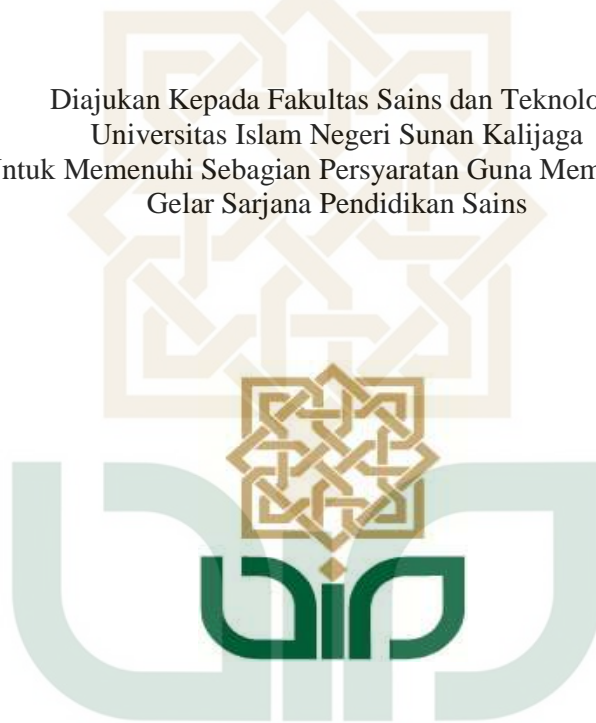 Diajukan Kepada Fakultas Sains dan Teknolo
Universitas Islam Negeri Sunan Kalijaga
ntuk Memenuhi Sebagian Persyaratan Guna Mem
Gelar Sarjana Pendidikan Sains
uin